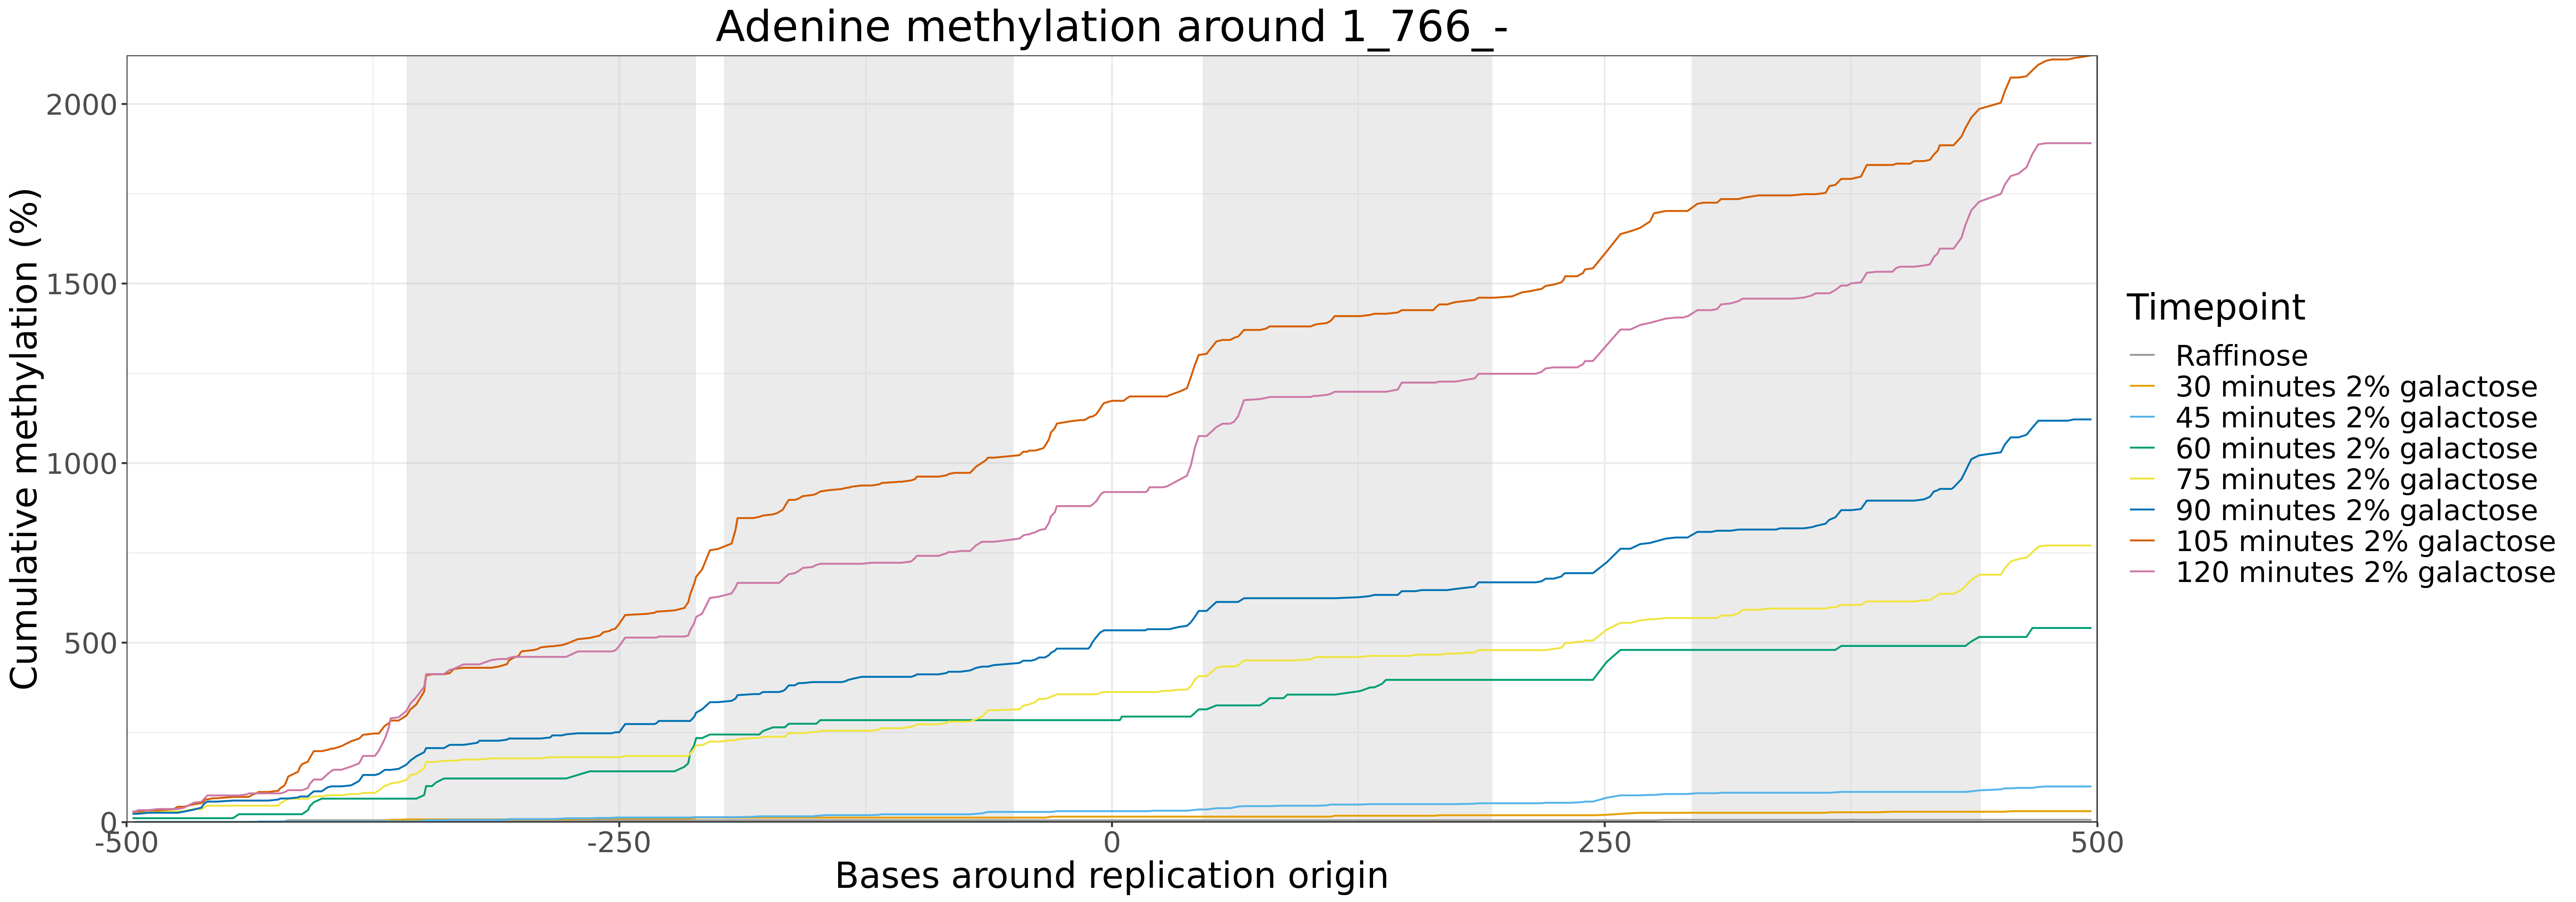 Adenine methylation around 1_766_-
Cumulative methylation (%)
2000
1500
1000
500
0
-500
-250
0
250
500
Bases around replication origin
Timepoint
Raffinose
30 minutes 2% galactose
45 minutes 2% galactose
60 minutes 2% galactose
75 minutes 2% galactose
90 minutes 2% galactose
105 minutes 2% galactose
120 minutes 2% galactose